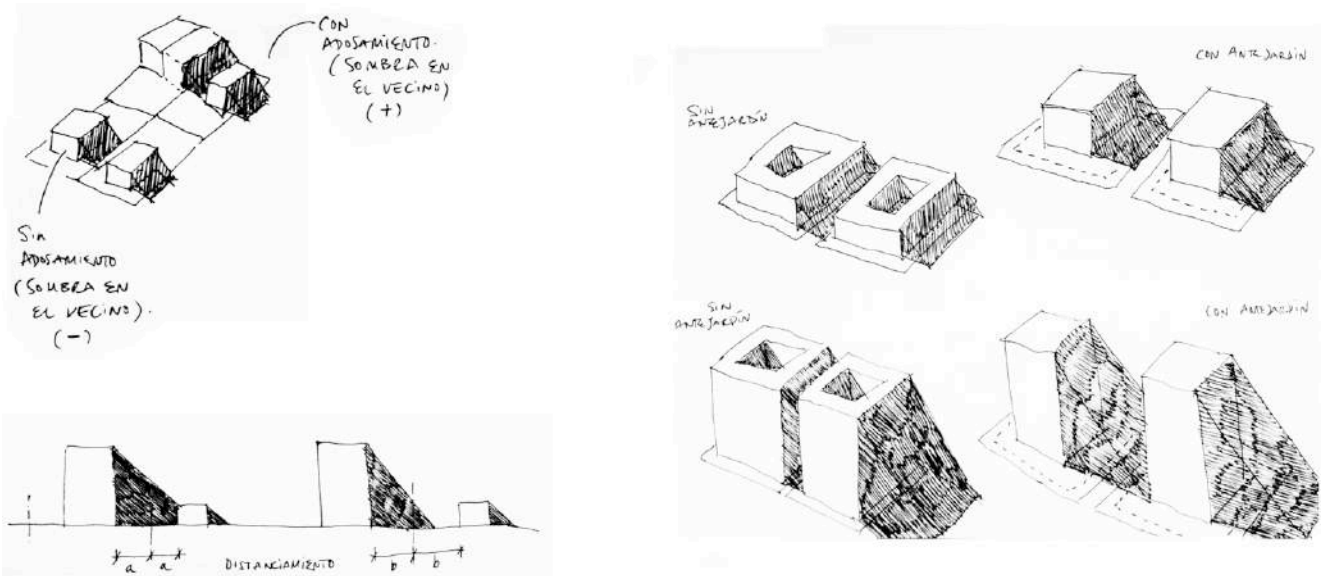 CON
ADOSAMIENTO.
(SOMBRA EN
EL VECINO)
(+)
Sin
ADOSAMIENTO
(SOMBRA EN
EL VECINO).
(-)
a a DISTANCIAMIENTO b b
SIN
ANTEJARDÍN
CON ANTEJARDÍN
SIN
ANTEJARDÍN
CON ANTEJARDÍN